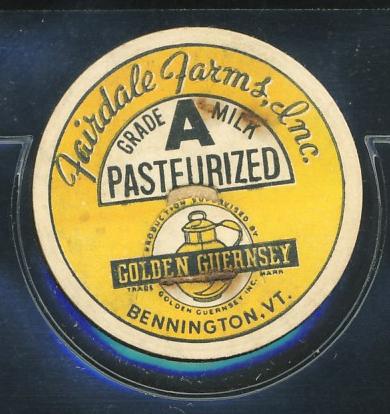 Fairdale Farms, Inc.
GRADE A MILK
PASTEURIZED
PRODUCTION SUPERVISED BY
GOLDEN GUERNSEY
TRADE MARK
GOLDEN GUERNSEY INC.
BENNINGTON, VT.